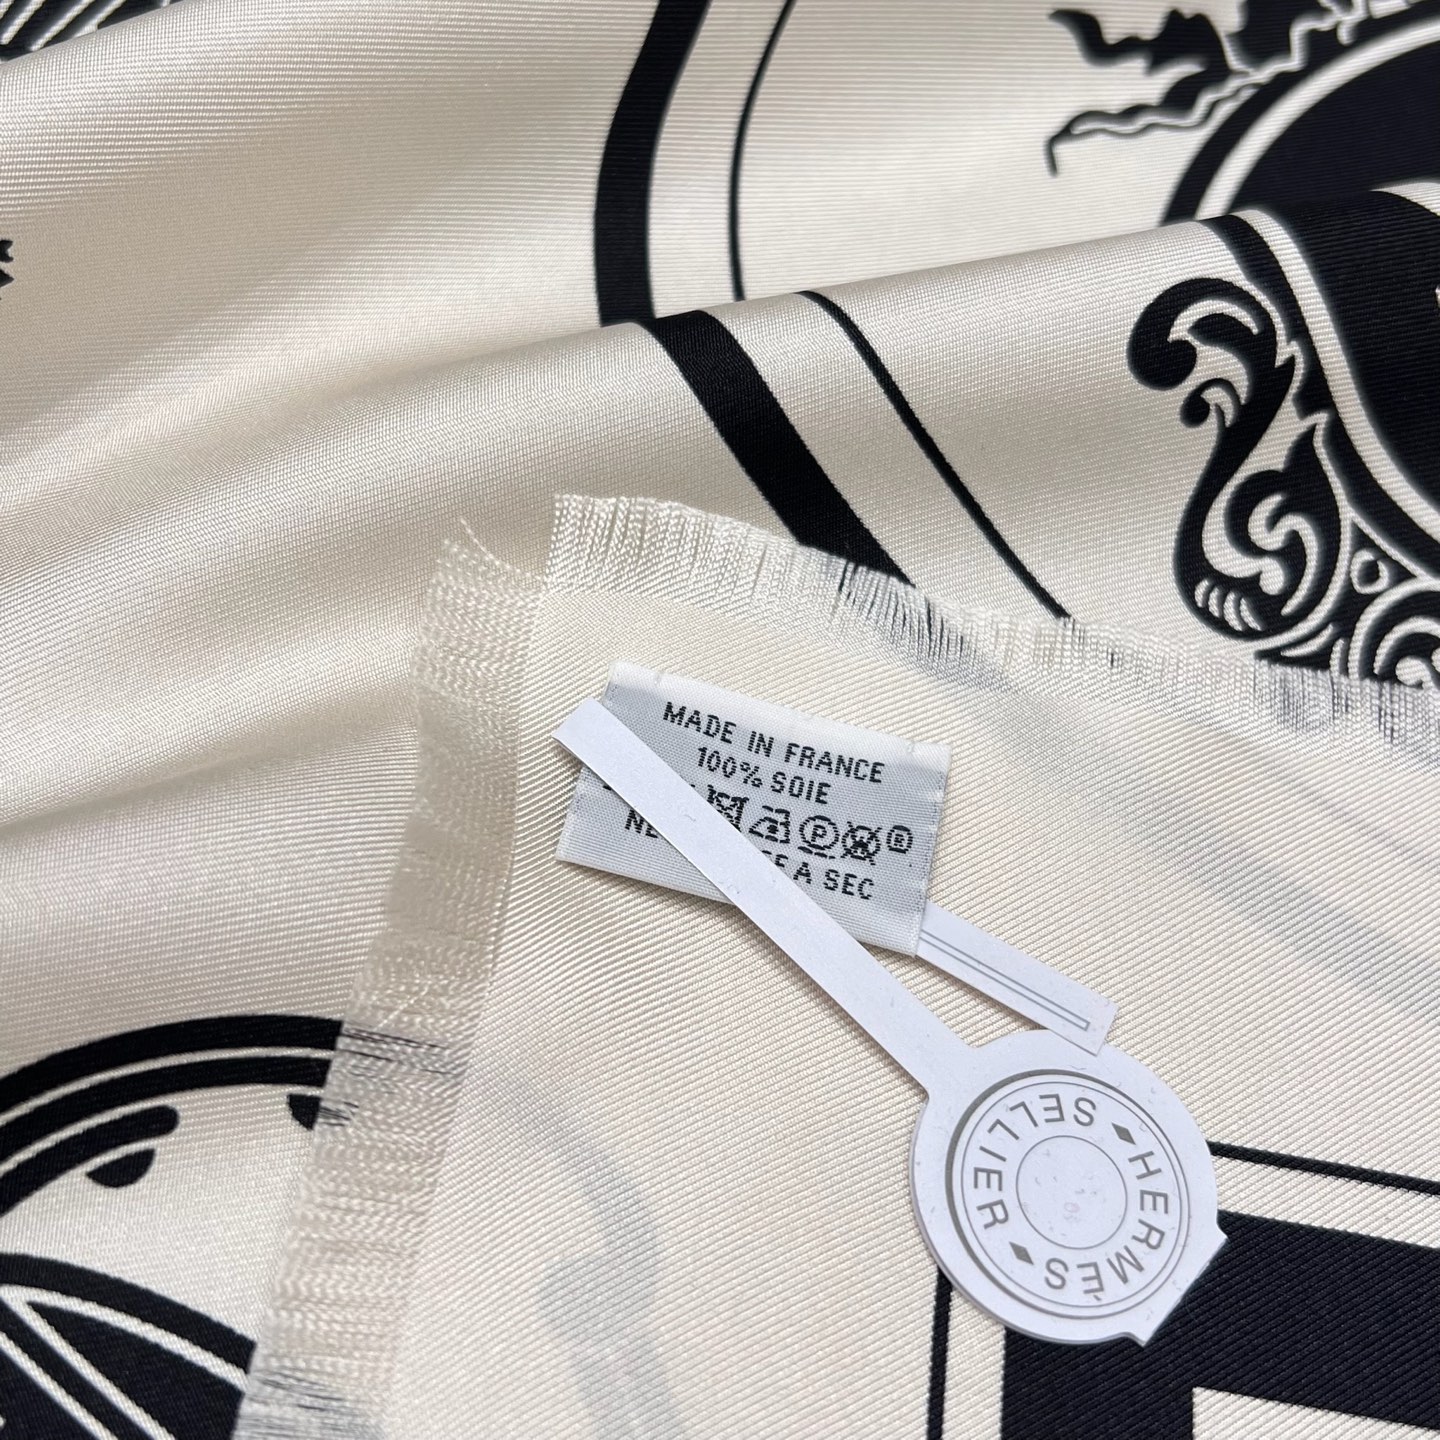 MADE IN FRANCE
100% SOIE
Ⓟ ®
A SEC
HERMÈS SELLIER